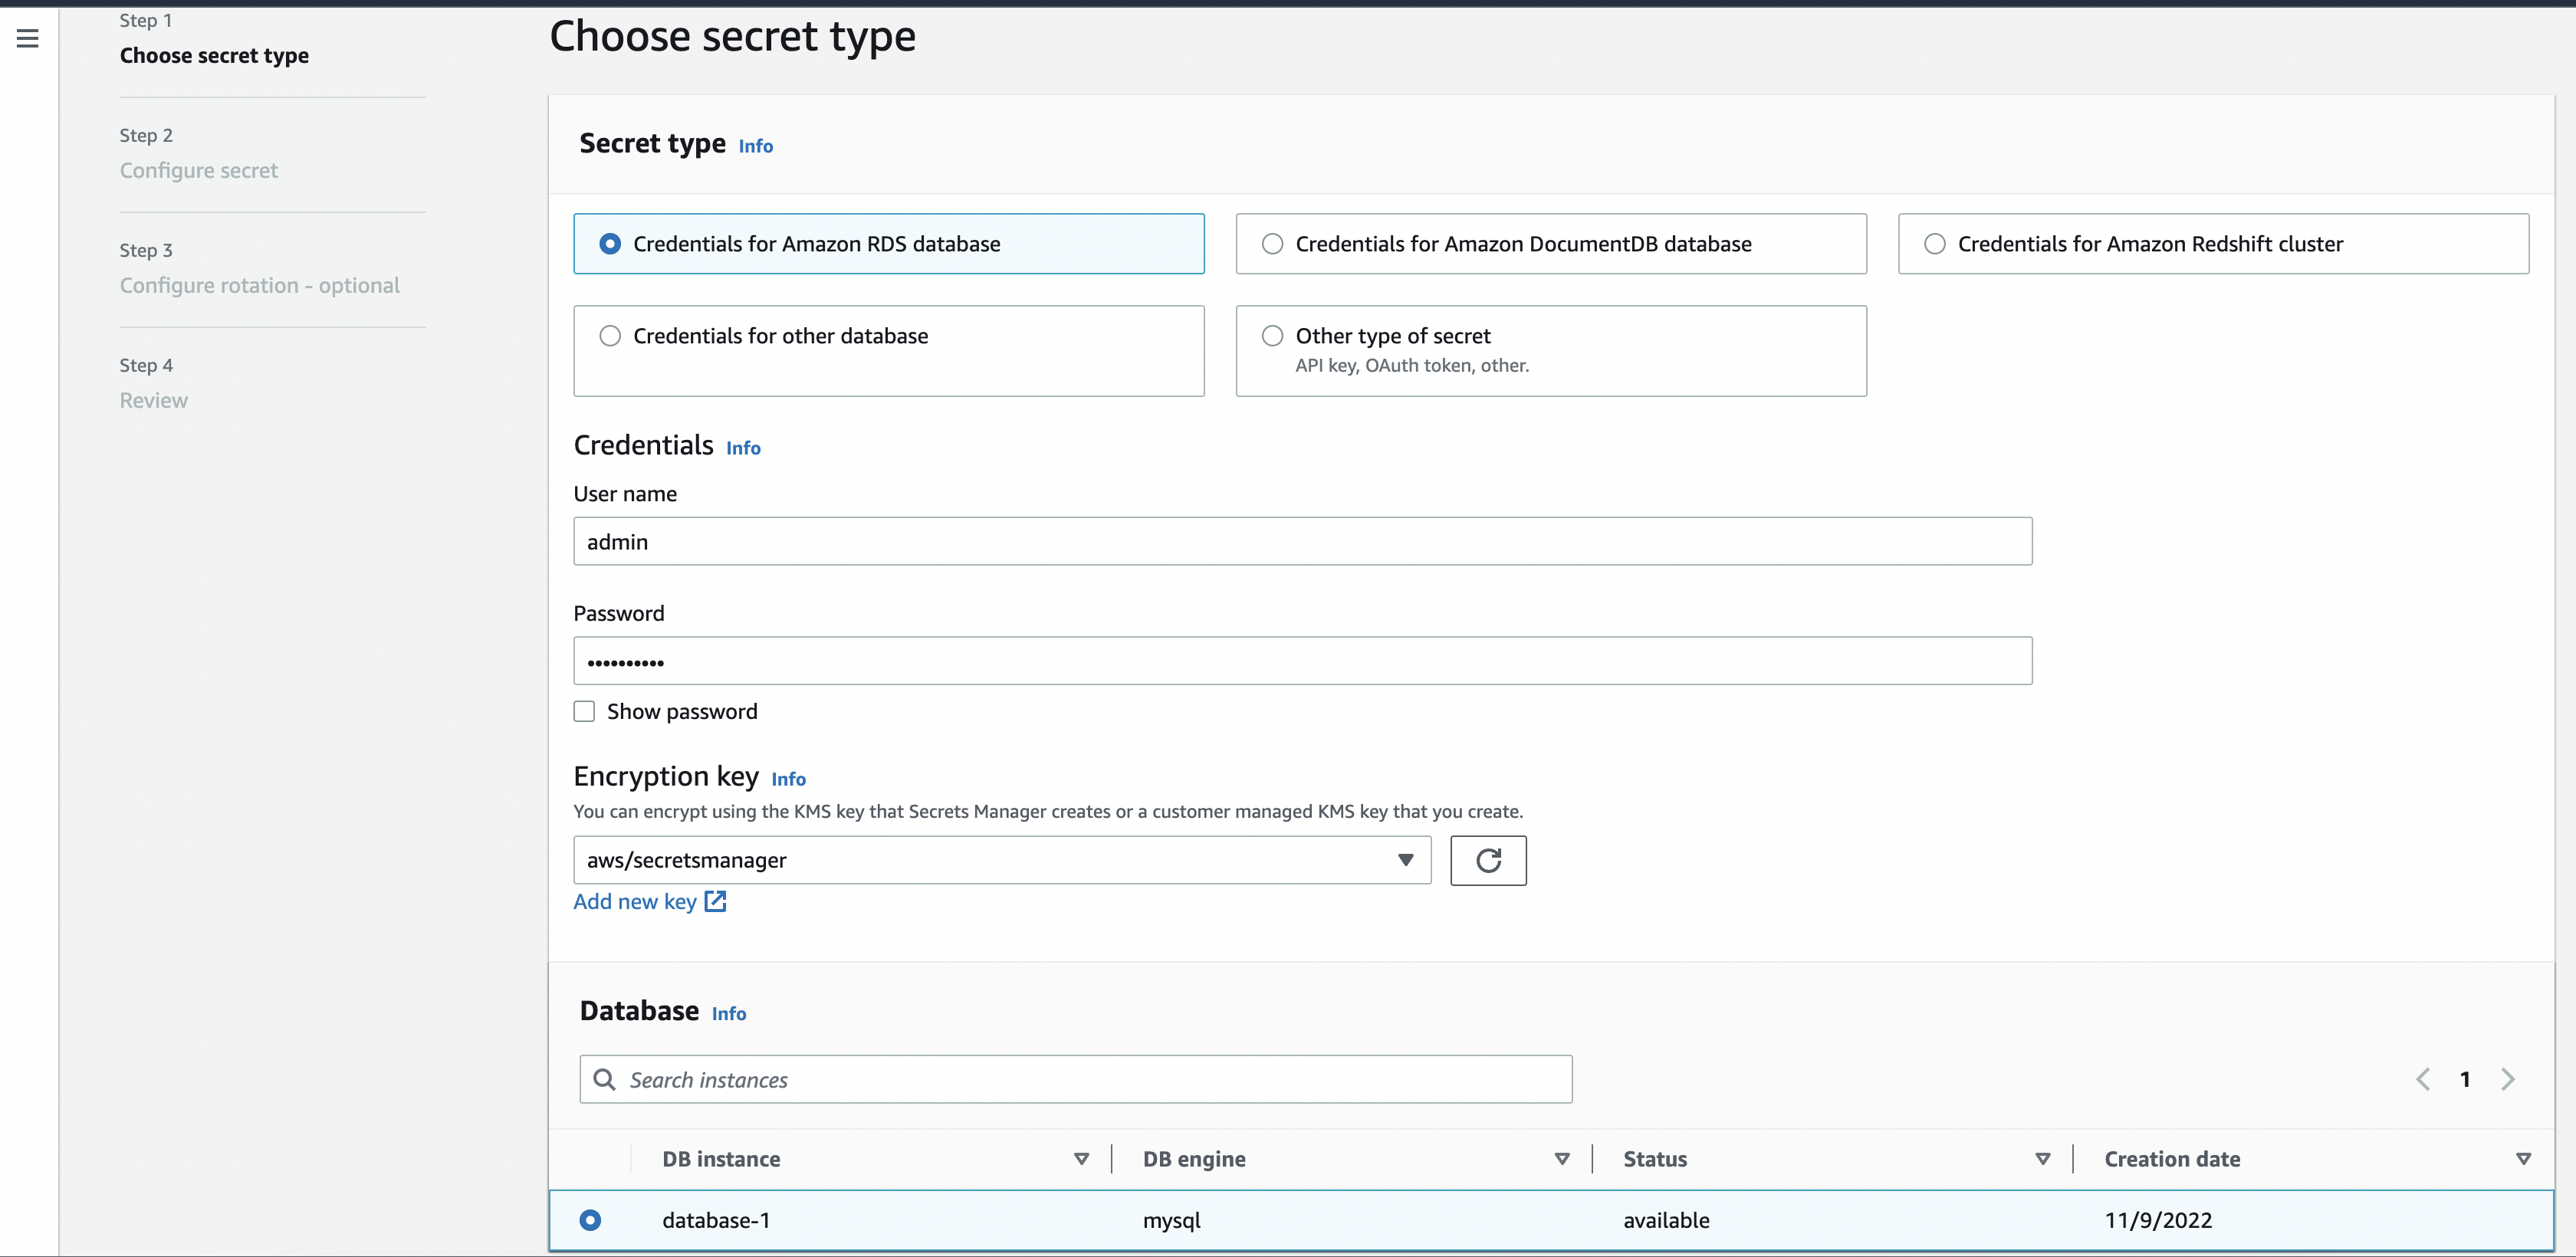 Step 1
Choose secret type
Step 2
Configure secret
Step 3
Configure rotation - optional
Step 4
Review
Choose secret type
Secret type Info
Credentials for Amazon RDS database
Credentials for Amazon DocumentDB database
Credentials for Amazon Redshift cluster
Credentials for other database
Other type of secret
API key, OAuth token, other.
Credentials Info
User name
admin
Password
••••••••••
Show password
Encryption key Info
You can encrypt using the KMS key that Secrets Manager creates or a customer managed KMS key that you create.
aws/secretsmanager
Add new key
Database Info
Search instances
1
DB instance DB engine Status Creation date
database-1 mysql available 11/9/2022